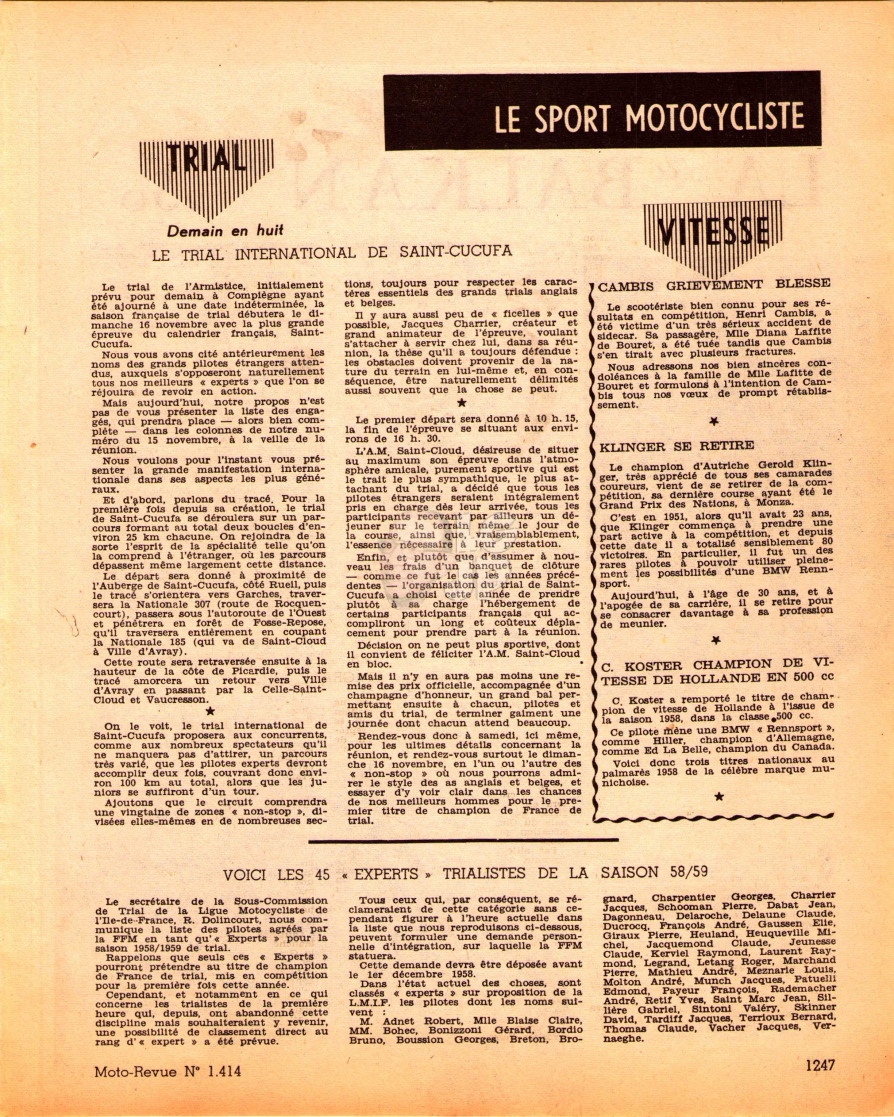 LE SPORT MOTOCYCLISTE
TRIAL
Demain en huit
LE TRIAL INTERNATIONAL DE SAINT-CUCUFA
Le trial de l'Armistice, initialement
prévu pour demain à Compiègne ayant
été ajourné à une date indéterminée, la
saison française de trial débutera le di-
manche 16 novembre avec la plus grande
épreuve du calendrier français, Saint-
Cucufa.
Nous vous avons cité antérieurement les
noms des grands pilotes étrangers atten-
dus, auxquels s'opposeront naturellement
tous nos meilleurs « experts » que l'on se
réjouira de revoir en action.
Mais aujourd'hui, notre propos n'est
pas de vous présenter la liste des enga-
gés, qui prendra place — alors bien com-
plète — dans les colonnes de notre nu-
méro du 15 novembre, à la veille de la
réunion.
Nous voulons pour l'instant vous pré-
senter la grande manifestation interna-
tionale dans ses aspects les plus géné-
raux.
Et d'abord, parlons du tracé. Pour la
première fois depuis sa création, le trial
de Saint-Cucufa se déroulera sur un par-
cours formant au total deux boucles d'en-
viron 25 km chacune. On rejoindra de la
sorte l'esprit de la spécialité telle qu'on
la comprend à l'étranger, où les parcours
dépassent même largement cette distance.
Le départ sera donné à proximité de
l'Auberge de Saint-Cucufa, côté Rueil, puis
le tracé s'orientera vers Garches, traver-
sera la Nationale 307 (route de Rocquen-
court), passera sous l'autoroute de l'Ouest
et pénétrera en forêt de Fosse-Repose,
qu'il traversera entièrement en coupant
la Nationale 185 (qui va de Saint-Cloud
à Ville d'Avray).
Cette route sera retraversée ensuite à la
hauteur de la côte de Picardie, puis le
tracé amorcera un retour vers Ville
d'Avray en passant par la Celle-Saint-
Cloud et Vaucresson.
On le voit, le trial international de
Saint-Cucufa proposera aux concurrents,
comme aux nombreux spectateurs qu'il
ne manquera pas d'attirer, un parcours
très varié, que les pilotes experts devront
accomplir deux fois, couvrant donc envi-
ron 100 km au total, alors que les ju-
niors se suffiront d'un tour.
Ajoutons que le circuit comprendra
une vingtaine de zones « non-stop », di-
visées elles-mêmes en de nombreuses sec-
tions, toujours pour respecter les carac-
tères essentiels des grands trials anglais
et belges.
Il y aura aussi peu de « ficelles » que
possible, Jacques Charrier, créateur et
grand animateur de l'épreuve, voulant
s'attacher à servir chez lui, dans sa réu-
nion, la thèse qu'il a toujours défendue :
les obstacles doivent provenir de la na-
ture du terrain en lui-même et, en con-
séquence, être naturellement délimités
aussi souvent que la chose se peut.
Le premier départ sera donné à 10 h. 15,
la fin de l'épreuve se situant aux envi-
rons de 16 h. 30.
L'A.M. Saint-Cloud, désireuse de situer
au maximum son épreuve dans l'atmo-
sphère amicale, purement sportive qui est
le trait le plus sympathique, le plus at-
tachant du trial, a décidé que tous les
pilotes étrangers seraient intégralement
pris en charge dès leur arrivée, tous les
participants recevant par ailleurs un dé-
jeuner sur le terrain même le jour de
la course, ainsi que, vraisemblablement,
l'essence nécessaire à leur prestation.
Enfin, et plutôt que d'assumer à nou-
veau les frais d'un banquet de clôture
— comme ce fut le cas les années précé-
dentes — l'organisation du trial de Saint-
Cucufa a choisi cette année de prendre
plutôt à sa charge l'hébergement de
certains participants français qui ac-
compliront un long et coûteux dépla-
cement pour prendre part à la réunion.
Décision on ne peut plus sportive, dont
il convient de féliciter l'A.M. Saint-Cloud
en bloc.
Mais il n'y en aura pas moins une re-
mise des prix officielle, accompagnée d'un
champagne d'honneur, un grand bal per-
mettant ensuite à chacun, pilotes et
amis du trial, de terminer gaiment une
journée dont chacun attend beaucoup.
Rendez-vous donc à samedi, ici même,
pour les ultimes détails concernant la
réunion, et rendez-vous surtout le diman-
che 16 novembre, en l'un ou l'autre des
« non-stop » où nous pourrons admi-
rer le style des as anglais et belges, et
essayer d'y voir clair dans les chances
de nos meilleurs hommes pour le pre-
mier titre de champion de France de
trial.
VITESSE
CAMBIS GRIEVEMENT BLESSE
Le scootériste bien connu pour ses ré-
sultats en compétition, Henri Cambis, a
été victime d'un très sérieux accident de
sidecar. Sa passagère, Mlle Diana Laffite
de Bouret, a été tuée tandis que Cambis
s'en tirait avec plusieurs fractures.
Nous adressons nos bien sincères con-
doléances à la famille de Mlle Lafitte de
Bouret et formulons à l'intention de Cam-
bis tous nos vœux de prompt rétablis-
sement.
KLINGER SE RETIRE
Le champion d'Autriche Gerold Klin-
ger, très apprécié de tous ses camarades
coureurs, vient de se retirer de la com-
pétition, sa dernière course ayant été le
Grand Prix des Nations, à Monza.
C'est en 1951, alors qu'il avait 23 ans,
que Klinger commença à prendre une
part active à la compétition, et depuis
cette date il a totalisé sensiblement 80
victoires. En particulier, il fut un des
rares pilotes à pouvoir utiliser pleine-
ment les possibilités d'une BMW Renn-
sport.
Aujourd'hui, à l'âge de 30 ans, et à
l'apogée de sa carrière, il se retire pour
se consacrer davantage à sa profession
de meunier.
C. KOSTER CHAMPION DE VI-
TESSE DE HOLLANDE EN 500 cc
C. Koster a remporté le titre de cham-
pion de vitesse de Hollande à l'issue de
la saison 1958, dans la classe 500 cc.
Ce pilote mène une BMW « Rennsport »,
comme Hiller, champion d'Allemagne,
comme Ed La Belle, champion du Canada.
Voici donc trois titres nationaux au
palmarès 1958 de la célèbre marque mu-
nichoise.
VOICI LES 45 « EXPERTS » TRIALISTES DE LA SAISON 58/59
Le secrétaire de la Sous-Commission
de Trial de la Ligue Motocycliste de
l'Ile-de-France, R. Dolincourt, nous com-
munique la liste des pilotes agréés par
la FFM en tant qu'« Experts » pour la
saison 1958/1959 de trial.
Rappelons que seuls ces « Experts »
pourront prétendre au titre de champion
de France de trial, mis en compétition
pour la première fois cette année.
Cependant, et notamment en ce qui
concerne les trialistes de la première
heure qui, depuis, ont abandonné cette
discipline mais souhaiteraient y revenir,
une possibilité de classement direct au
rang d'« expert » a été prévue.
Tous ceux qui, par conséquent, se ré-
clameraient de cette catégorie sans ce-
pendant figurer à l'heure actuelle dans
la liste que nous reproduisons ci-dessous,
peuvent formuler une demande person-
nelle d'intégration, sur laquelle la FFM
statuera.
Cette demande devra être déposée avant
le 1er décembre 1958.
Dans l'état actuel des choses, sont
classés « experts » sur proposition de la
L.M.I.F. les pilotes dont les noms sui-
vent :
M. Adnet Robert, Mlle Blaise Claire,
MM. Bohec, Bonizzoni Gérard, Bordio
Bruno, Boussion Georges, Breton, Bro-
gnard, Charpentier Georges, Charrier
Jacques, Schooman Pierre, Dabat Jean,
Dagonneau, Delaroche, Delaune Claude,
Ducrocq, François André, Gaussen Elie,
Giraux Pierre, Heuland, Heuqueville Mi-
chel, Jacquemond Claude, Jeunesse
Claude, Kerviel Raymond, Laurent Ray-
mond, Legrand, Letang Roger, Marchand
Pierre, Mathieu André, Meznarie Louis,
Molton André, Munch Jacques, Patuelli
Edmond, Payeur François, Rademacher
André, Retif Yves, Saint Marc Jean, Sil-
lière Gabriel, Sintoni Valéry, Skinner
David, Tardiff Jacques, Terrioux Bernard,
Thomas Claude, Vacher Jacques, Ver-
naeghe.
Moto-Revue N° 1.414
1247